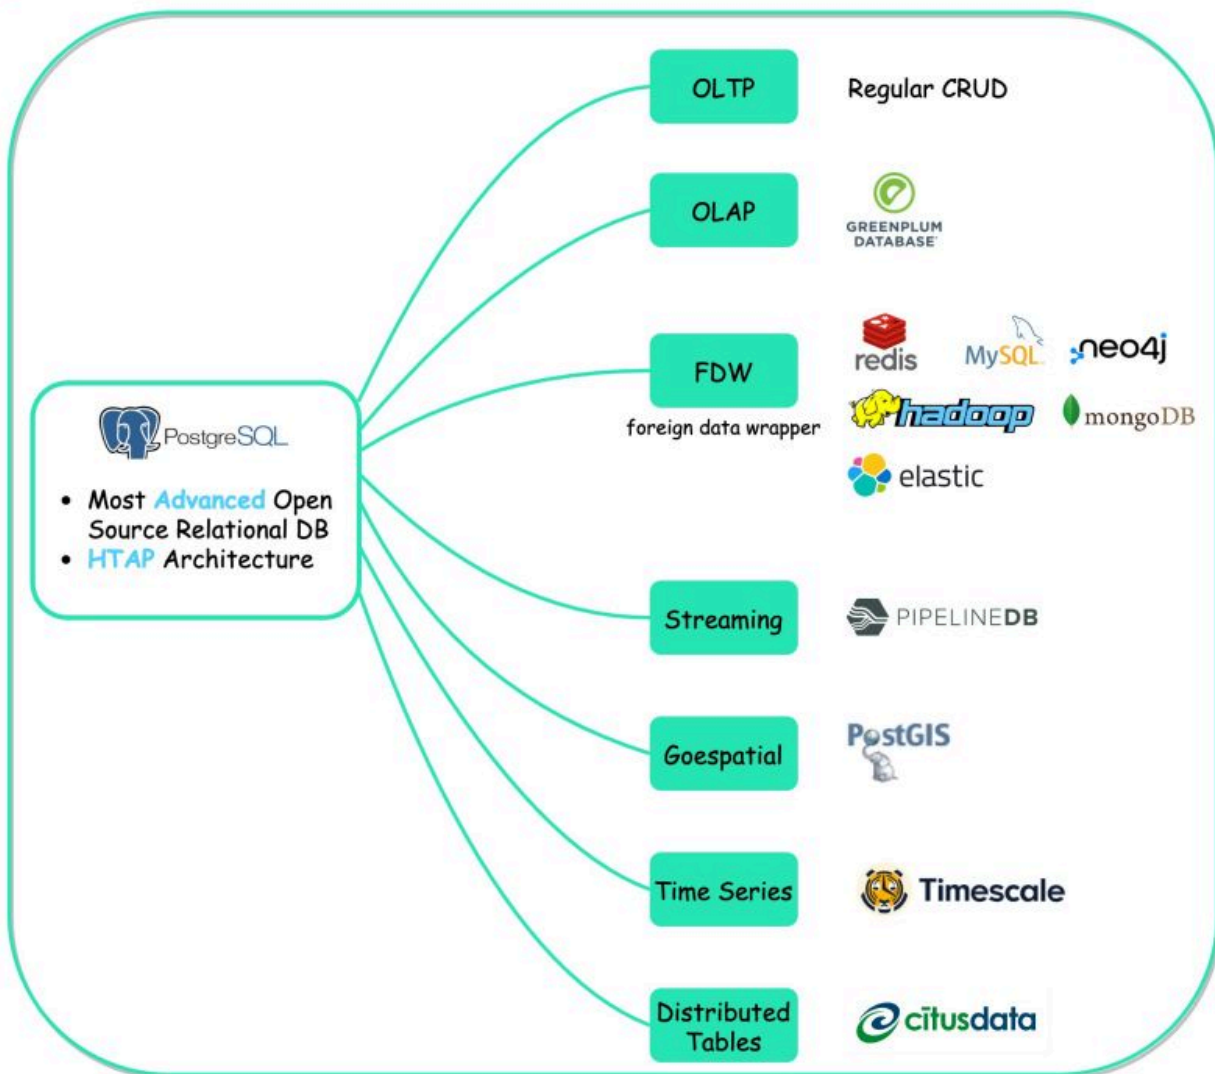 OLTP
Regular CRUD
OLAP
GREENPLUM
DATABASE
FDW
foreign data wrapper
redis
MySQL
neo4j
hadoop
mongoDB
elastic
PostgreSQL
• Most Advanced Open
Source Relational DB
• HTAP Architecture
Streaming
PIPELINEDB
Goespatial
PostGIS
Time Series
Timescale
Distributed
Tables
citusdata